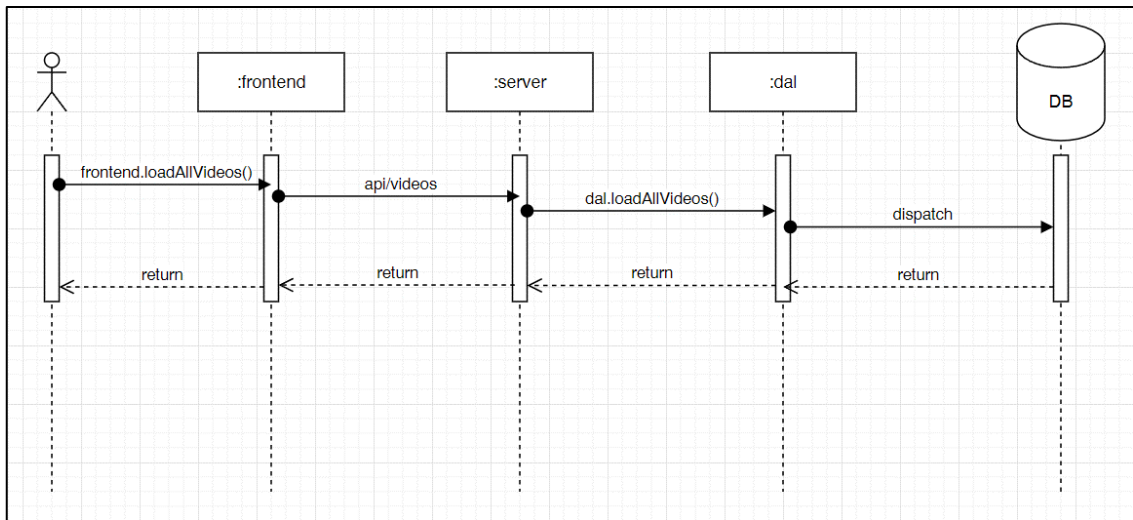 :frontend
:server
:dal
DB
frontend.loadAllVideos()
api/videos
dal.loadAllVideos()
dispatch
return
return
return
return